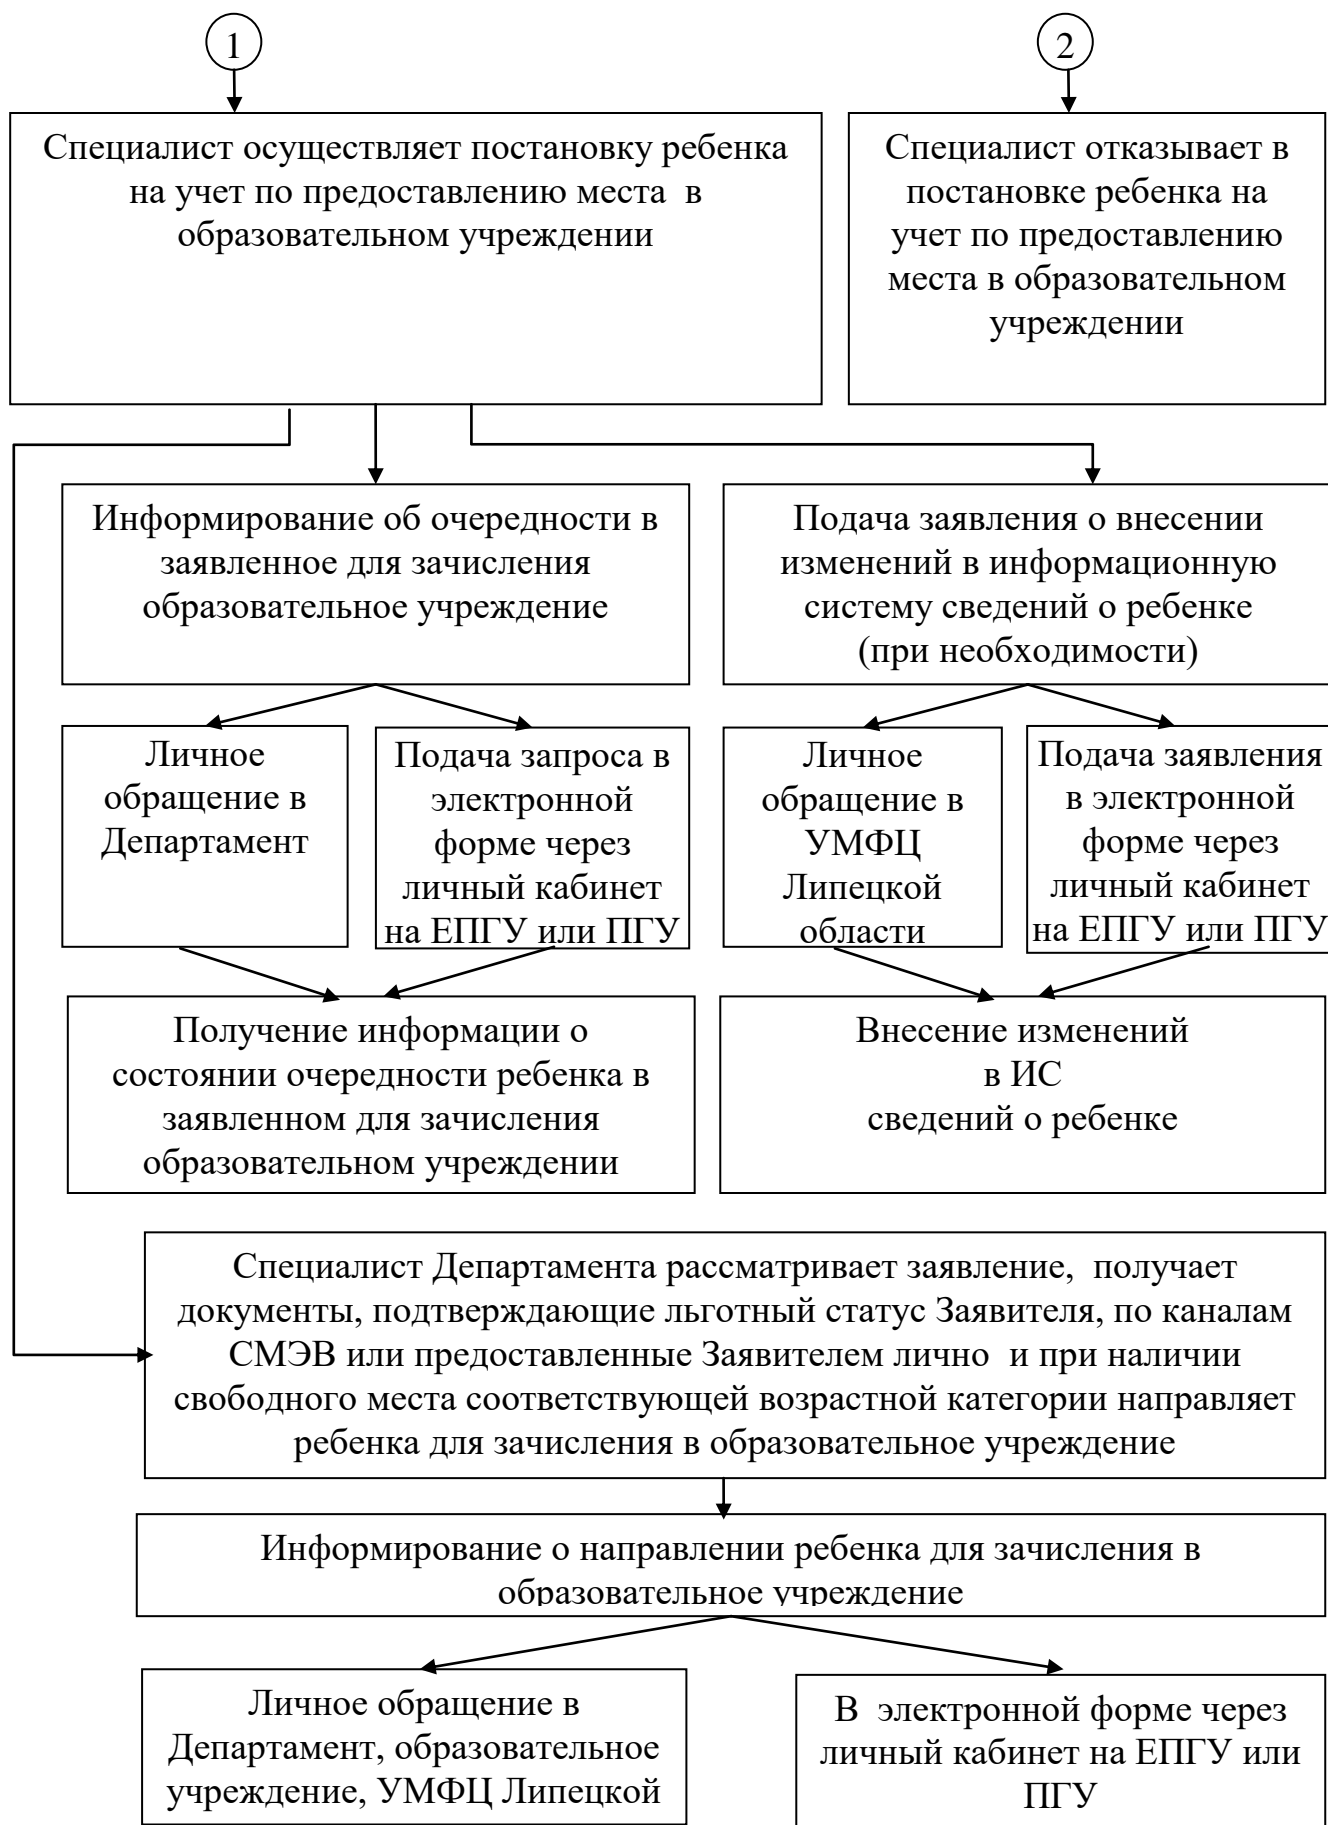 1
2
Специалист осуществляет постановку ребенка
на учет по предоставлению места в
образовательном учреждении
Специалист отказывает в
постановке ребенка на
учет по предоставлению
места в образовательном
учреждении
Информирование об очередности в
заявленное для зачисления
образовательное учреждение
Подача заявления о внесении
изменений в информационную
систему сведений о ребенке
(при необходимости)
Личное
обращение в
Департамент
Подача запроса в
электронной
форме через
личный кабинет
на ЕПГУ или ПГУ
Личное
обращение в
УМФЦ
Липецкой
области
Подача заявления
в электронной
форме через
личный кабинет
на ЕПГУ или ПГУ
Получение информации о
состоянии очередности ребенка в
заявленном для зачисления
образовательном учреждении
Внесение изменений
в ИС
сведений о ребенке
Специалист Департамента рассматривает заявление, получает
документы, подтверждающие льготный статус Заявителя, по каналам
СМЭВ или предоставленные Заявителем лично и при наличии
свободного места соответствующей возрастной категории направляет
ребенка для зачисления в образовательное учреждение
Информирование о направлении ребенка для зачисления в
образовательное учреждение
Личное обращение в
Департамент, образовательное
учреждение, УМФЦ Липецкой
В электронной форме через
личный кабинет на ЕПГУ или
ПГУ